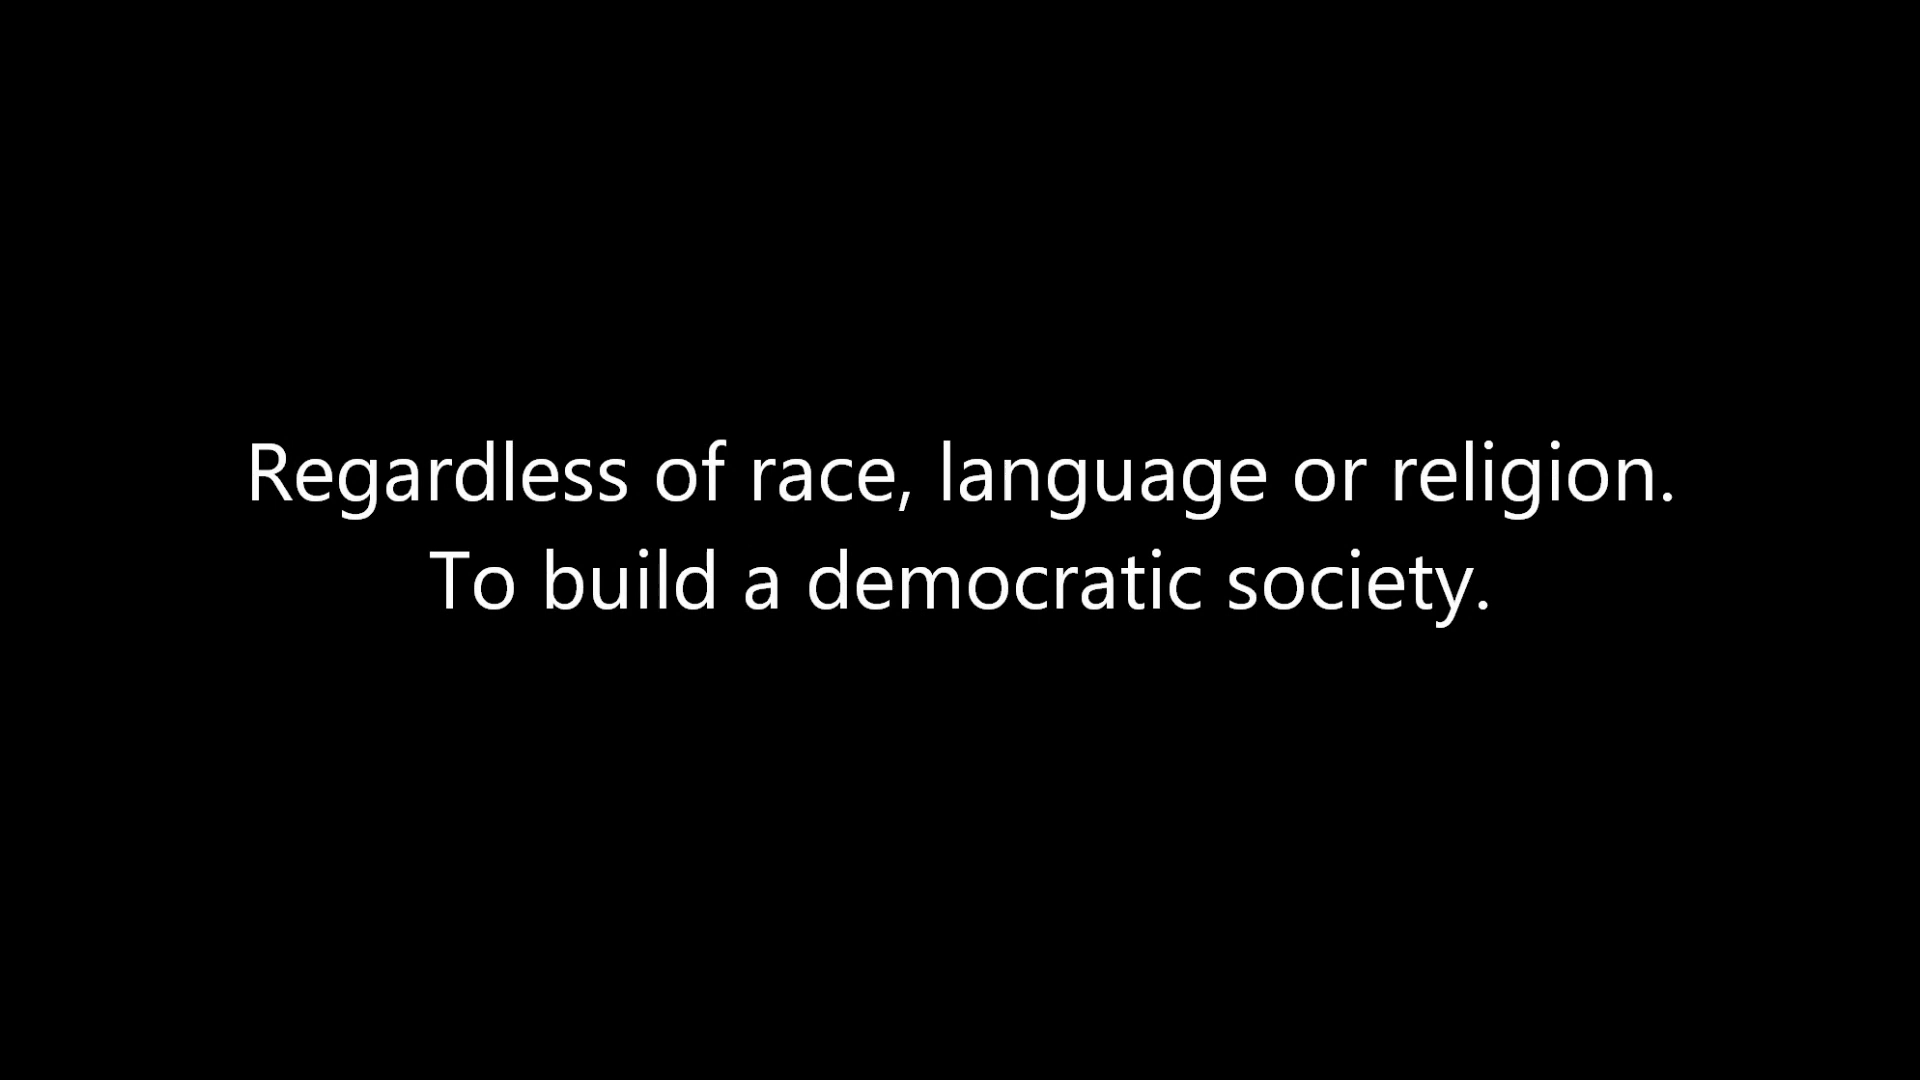 Regardless of race, language or religion.
To build a democratic society.